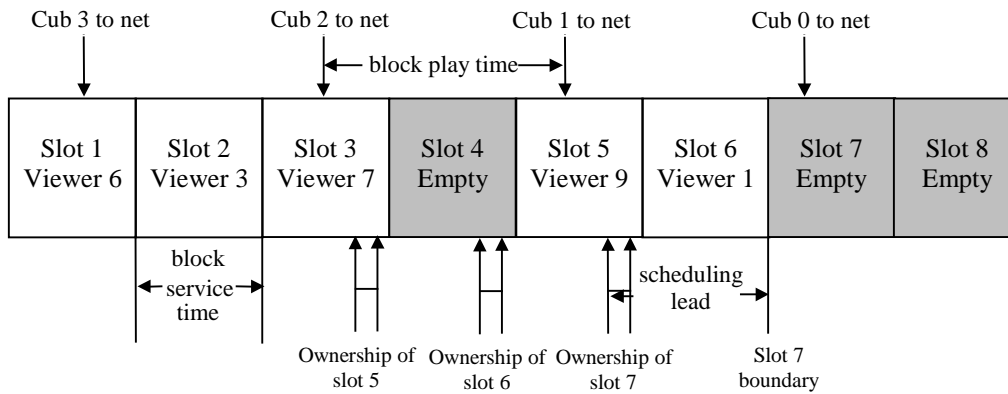 Cub 3 to net
Cub 2 to net
Cub 1 to net
Cub 0 to net
block play time
Slot 1
Viewer 6
Slot 2
Viewer 3
Slot 3
Viewer 7
Slot 4
Empty
Slot 5
Viewer 9
Slot 6
Viewer 1
Slot 7
Empty
Slot 8
Empty
block
service
time
scheduling
lead
Ownership of
slot 5
Ownership of
slot 6
Ownership of
slot 7
Slot 7
boundary